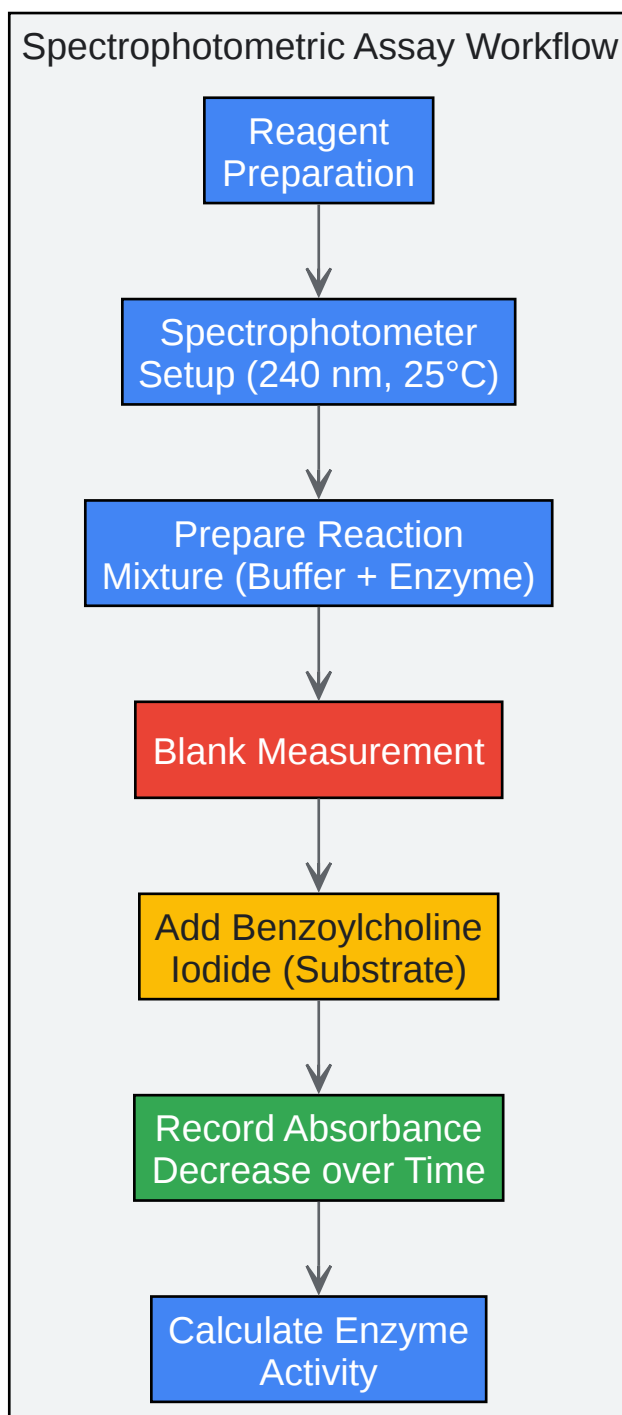 Spectrophotometric Assay Workflow
Reagent
Preparation
Spectrophotometer
Setup (240 nm, 25°C)
Prepare Reaction
Mixture (Buffer + Enzyme)
Blank Measurement
Add Benzoylcholine
Iodide (Substrate)
Record Absorbance
Decrease over Time
Calculate Enzyme
Activity